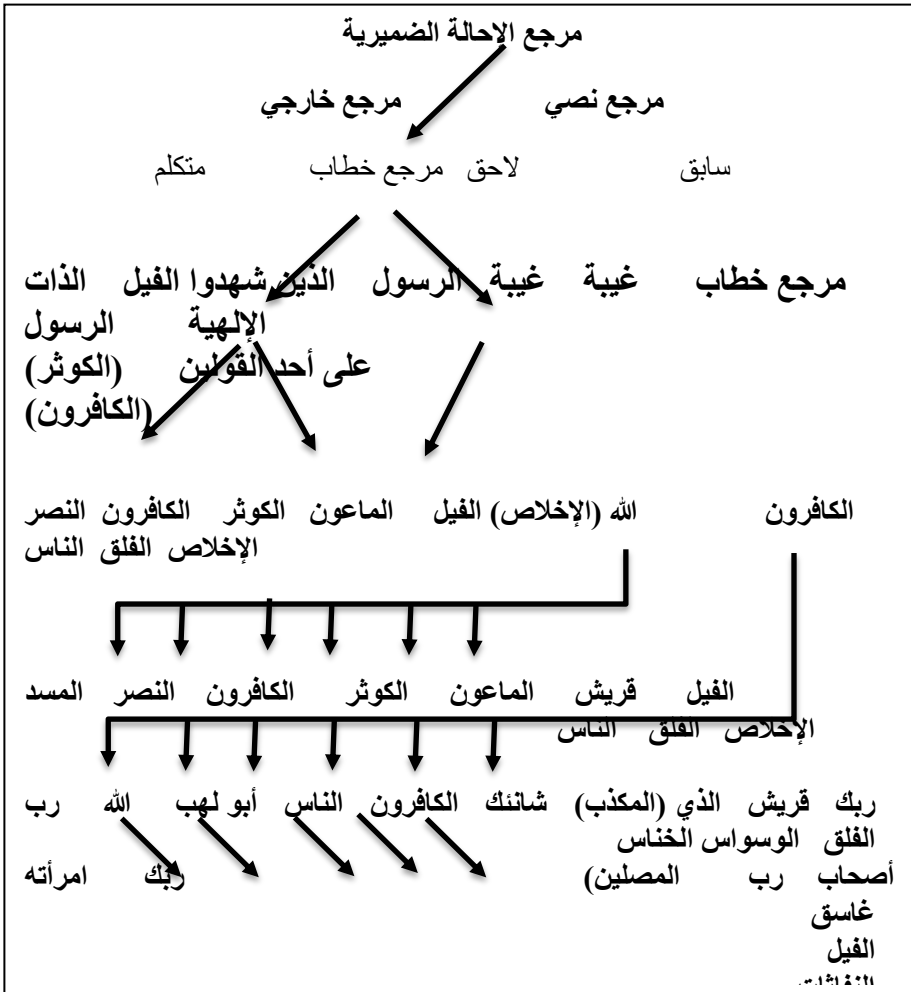 مرجع الإحالة الضميرية
مرجع نصي مرجع خارجي
سابق لاحق مرجع خطاب متكلم
مرجع خطاب غيبة غيبة الرسول الذين شهدوا الفيل الذات
الإلهية الرسول
على أحد القولين (الكوثر)
(الكافرون)
الكافرون الله (الإخلاص) الفيل الماعون الكوثر الكافرون النصر
الإخلاص الفلق الناس
الفيل قريش الماعون الكوثر الكافرون النصر المسد
الإخلاص الفلق الناس
ربك قريش الذي (المكذب) شانئك الكافرون الناس أبو لهب الله رب
الفلق الوسواس الخناس
أصحاب رب المصلين) ربك امرأته
غاسق
الفيل
النفاثات